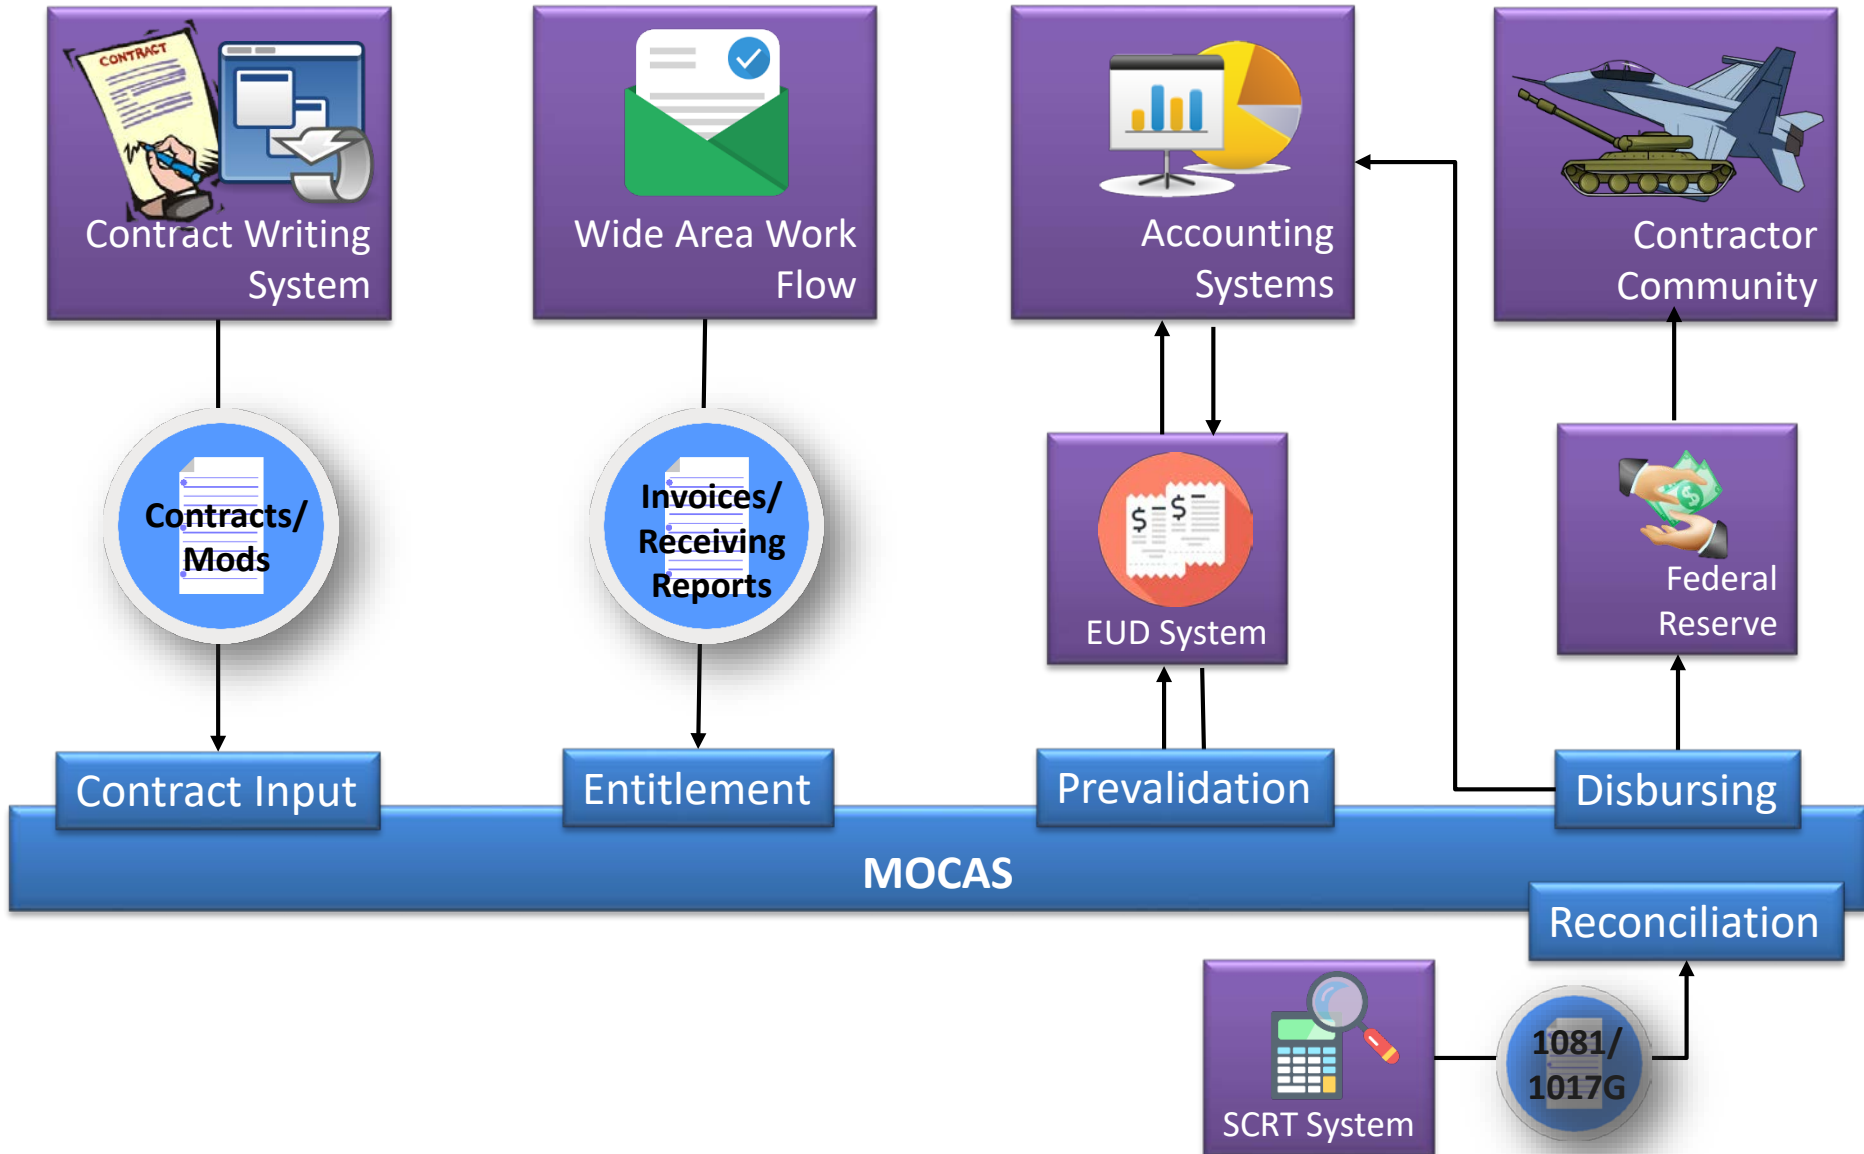 CONTRACT
Contract Writing
System
Wide Area Work
Flow
Accounting
Systems
Contractor
Community
Contracts/
Mods
Invoices/
Receiving
Reports
$ $
EUD System
$
Federal
Reserve
Contract Input
Entitlement
Prevalidation
Disbursing
MOCAS
Reconciliation
1081/
1017G
SCRT System